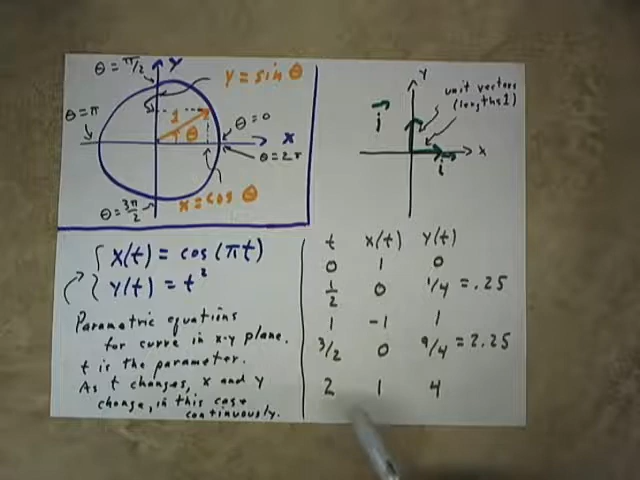 θ = π/2
Y
y = sin θ
θ = π
1
θ
θ = 0
X
θ = 2π
θ = 3π/2
x = cos θ
Y
unit vectors
(length = 1)
j
X
i
X(t) = cos(πt)
Y(t) = t²
Parametric equations
for curve in x-y plane.
t is the parameter.
As t changes, x and y
change, in this case
continuously.
t X(t) Y(t)
0 1 0
1/2 0 1/4 = .25
1 -1 1
3/2 0 9/4 = 2.25
2 1 4